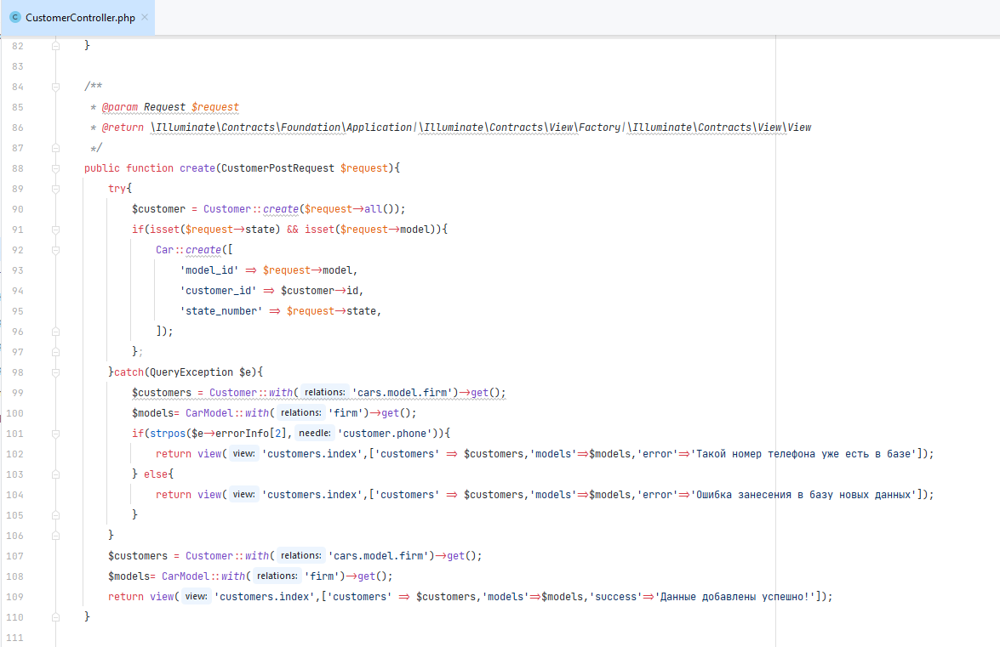 CustomerController.php
82 }
83
84 /**
85 * @param Request $request
86 * @return \Illuminate\Contracts\Foundation\Application|\Illuminate\Contracts\View\Factory|\Illuminate\Contracts\View\View
87 */
88 public function create(CustomerPostRequest $request){
89 try{
90 $customer = Customer::create($request->all());
91 if(isset($request->state) && isset($request->model)){
92 Car::create([
93 'model_id' => $request->model,
94 'customer_id' => $customer->id,
95 'state_number' => $request->state,
96 ]);
97 };
98 }catch(QueryException $e){
99 $customers = Customer::with( relations: 'cars.model.firm')->get();
100 $models= CarModel::with( relations: 'firm')->get();
101 if(strpos($e->errorInfo[2], needle: 'customer.phone')){
102 return view( view: 'customers.index',['customers' => $customers,'models'=>$models,'error'=>'Такой номер телефона уже есть в базе']);
103 } else{
104 return view( view: 'customers.index',['customers' => $customers,'models'=>$models,'error'=>'Ошибка занесения в базу новых данных']);
105 }
106 }
107 $customers = Customer::with( relations: 'cars.model.firm')->get();
108 $models= CarModel::with( relations: 'firm')->get();
109 return view( view: 'customers.index',['customers' => $customers,'models'=>$models,'success'=>'Данные добавлены успешно!']);
110 }
111